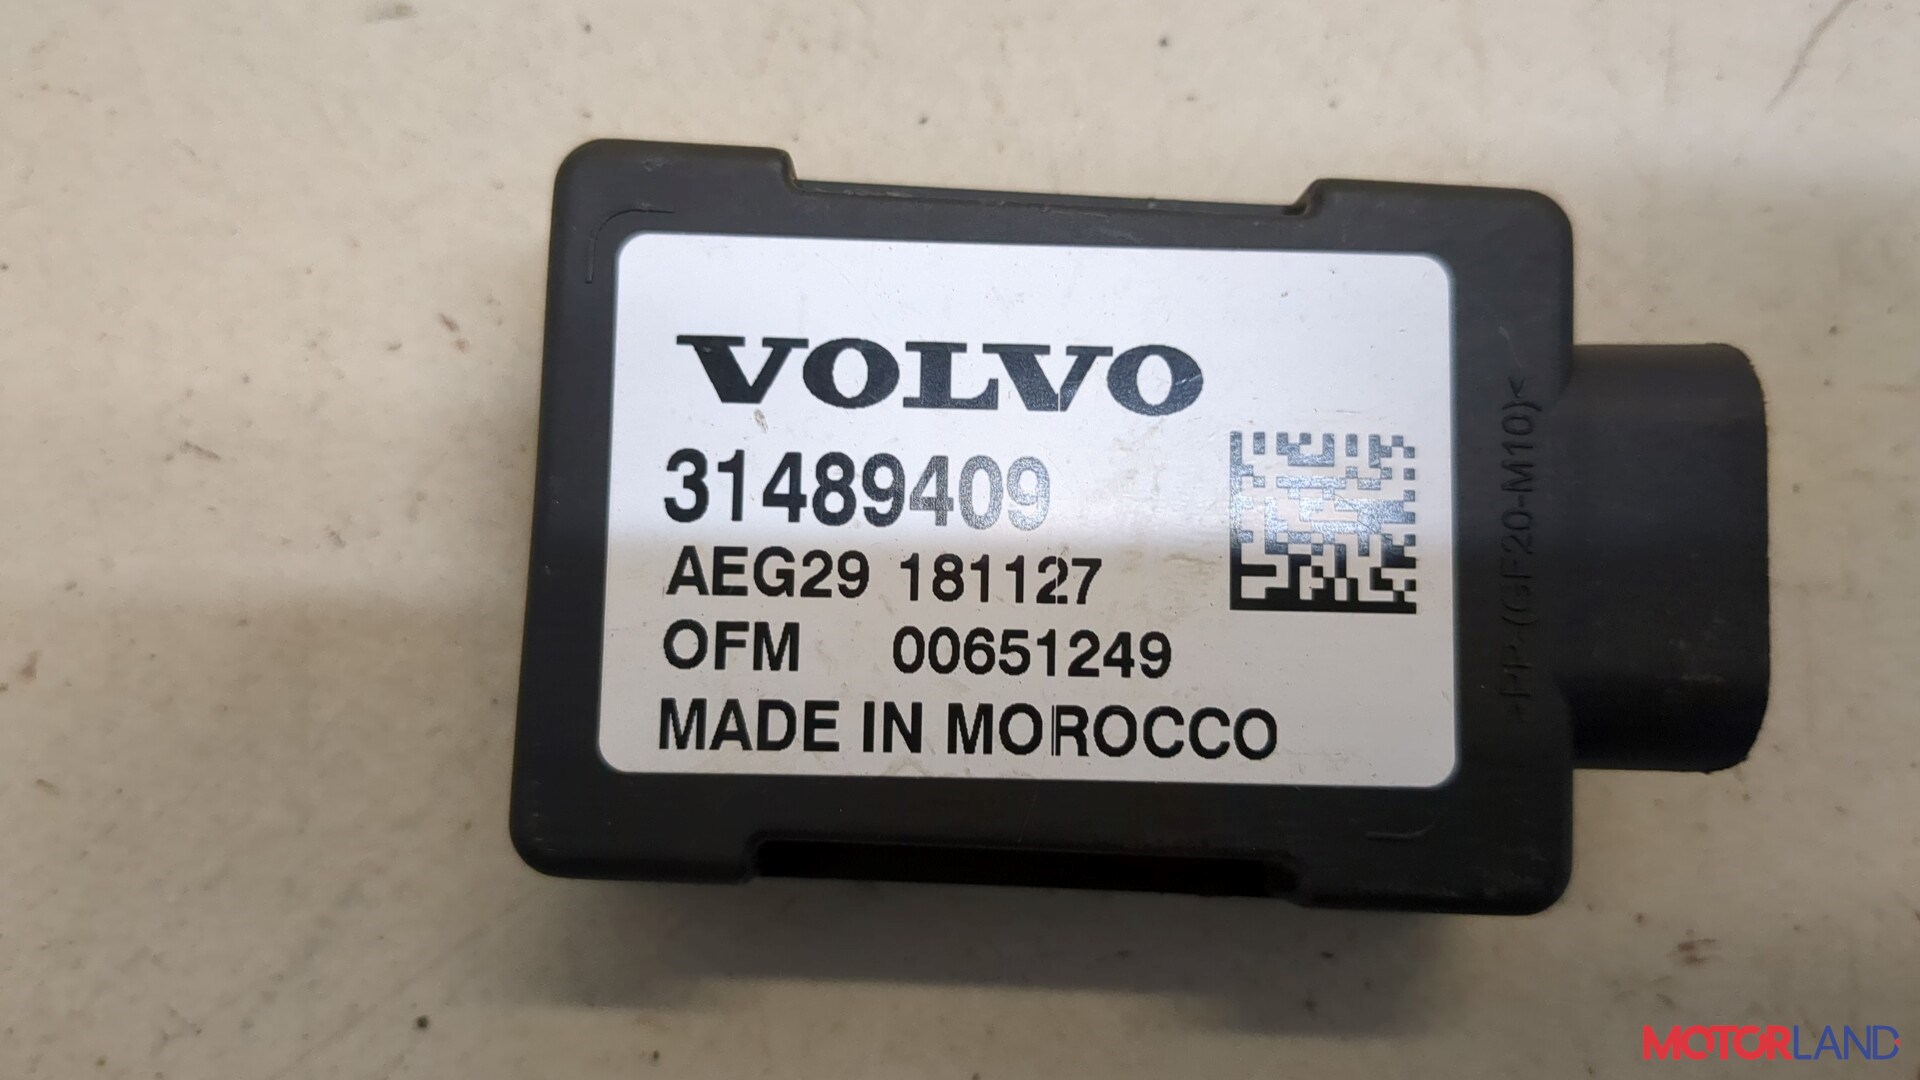 VOLVO
31489409
AEG29 181127
OFM 00651249
MADE IN MOROCCO
>PP-(GF20-M10)<
MOTORLAND